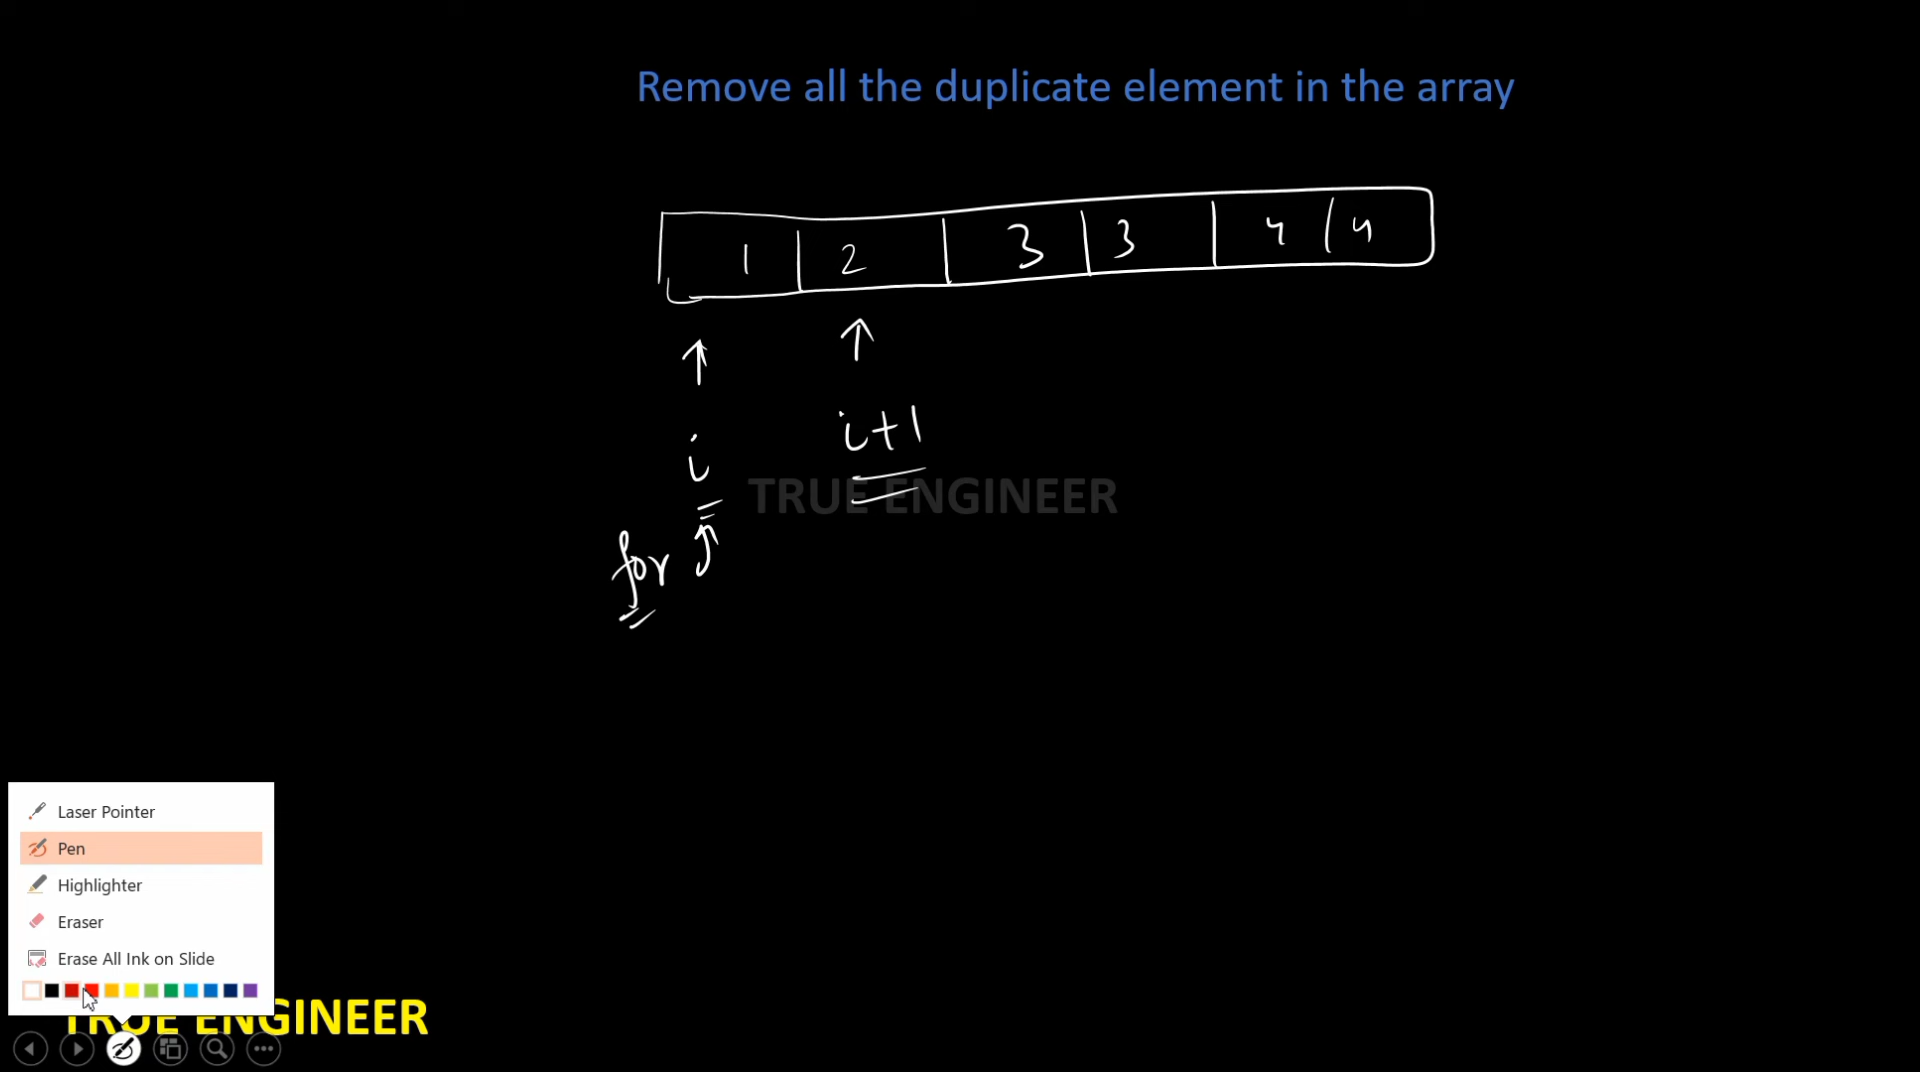 Remove all the duplicate element in the array
1 2 3 3 4 4
i i+1
TRUE ENGINEER
for
Laser Pointer
Pen
Highlighter
Eraser
Erase All Ink on Slide
TRUE ENGINEER